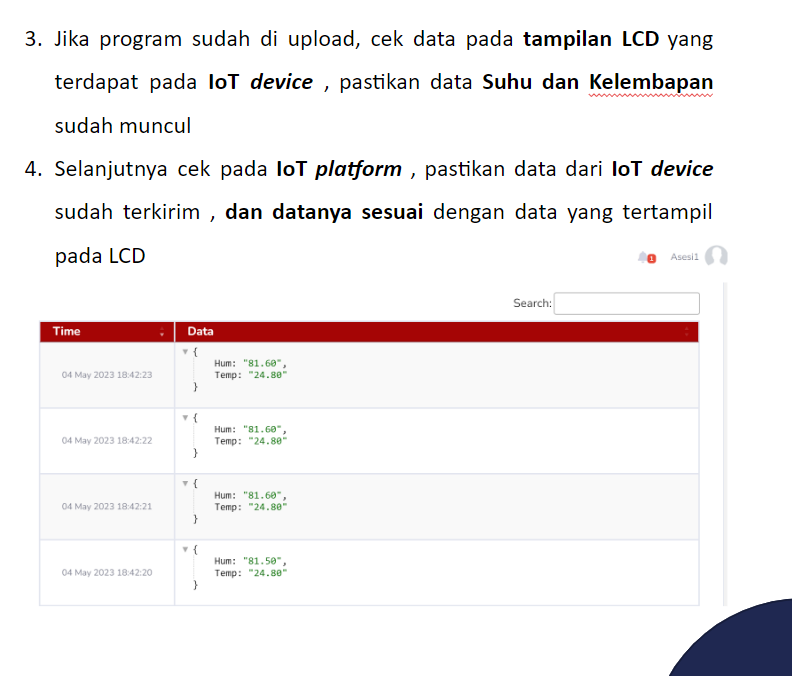 3. Jika program sudah di upload, cek data pada tampilan LCD yang
terdapat pada IoT device , pastikan data Suhu dan Kelembapan
sudah muncul
4. Selanjutnya cek pada IoT platform , pastikan data dari IoT device
sudah terkirim , dan datanya sesuai dengan data yang tertampil
pada LCD
1 Asesi1
Search:
Time Data
{
Hum: "81.60",
04 May 2023 18:42:23 Temp: "24.80"
}
{
Hum: "81.60",
04 May 2023 18:42:22 Temp: "24.80"
}
{
Hum: "81.60",
04 May 2023 18:42:21 Temp: "24.80"
}
{
Hum: "81.50",
04 May 2023 18:42:20 Temp: "24.80"
}